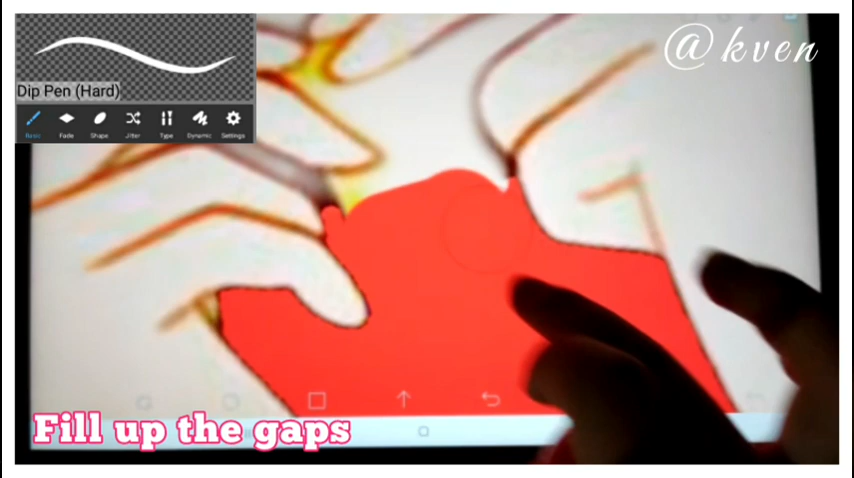 @kven
Dip Pen (Hard)
Basic Fade Shape Jitter Type Dynamic Settings
Fill up the gaps